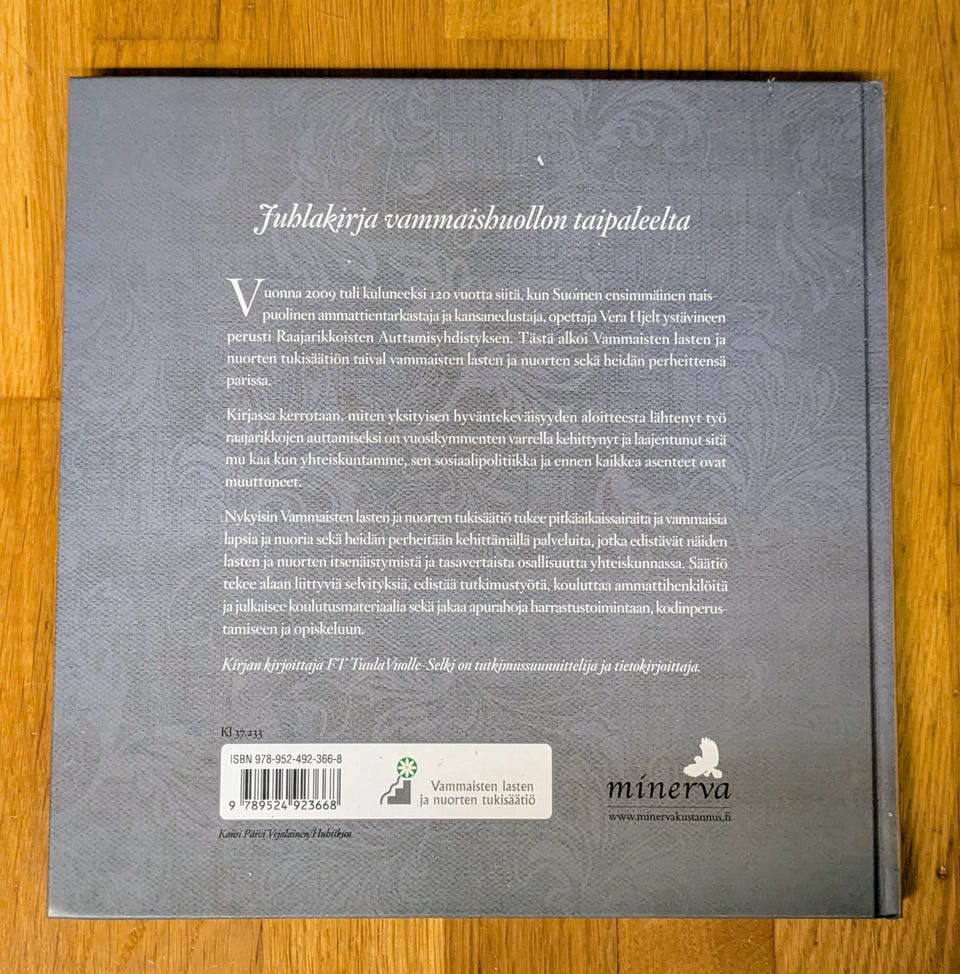 Juhlakirja vammaishuollon taipaleelta
Vuonna 2009 tuli kuluneeksi 120 vuotta siitä, kun Suomen ensimmäinen nais-
puolinen ammattientarkastaja ja kansanedustaja, opettaja Vera Hjelt ystävineen
perusti Raajarikkoisten Auttamisyhdistyksen. Tästä alkoi Vammaisten lasten ja
nuorten tukisäätiön taival vammaisten lasten ja nuorten sekä heidän perheittensä
parissa.
Kirjassa kerrotaan, miten yksityisen hyväntekeväisyyden aloitteesta lähtenyt työ
raajarikkojen auttamiseksi on vuosikymmenten varrella kehittynyt ja laajentunut sitä
mu kaa kun yhteiskuntamme, sen sosiaalipolitiikka ja ennen kaikkea asenteet ovat
muuttuneet.
Nykyisin Vammaisten lasten ja nuorten tukisäätiö tukee pitkäaikaissairaita ja vammaisia
lapsia ja nuoria sekä heidän perheitään kehittämällä palveluita, jotka edistävät näiden
lasten ja nuorten itsenäistymistä ja tasavertaista osallisuutta yhteiskunnassa. Säätiö
tekee alaan liittyviä selvityksiä, edistää tutkimustyötä, kouluttaa ammattihenkilöitä
ja julkaisee koulutusmateriaalia sekä jakaa apurahoja harrastustoimintaan, kodinperus-
tamiseen ja opiskeluun.
Kirjan kirjoittaja FT Tuula Vuolle-Selki on tutkimussuunnittelija ja tietokirjoittaja.
Kl 37.233
ISBN 978-952-492-366-8
9 789524 923668
Vammaisten lasten
ja nuorten tukisäätiö
Kansi Päivi Vejalainen/Huhtikuu
minerva
www.minervakustannus.fi